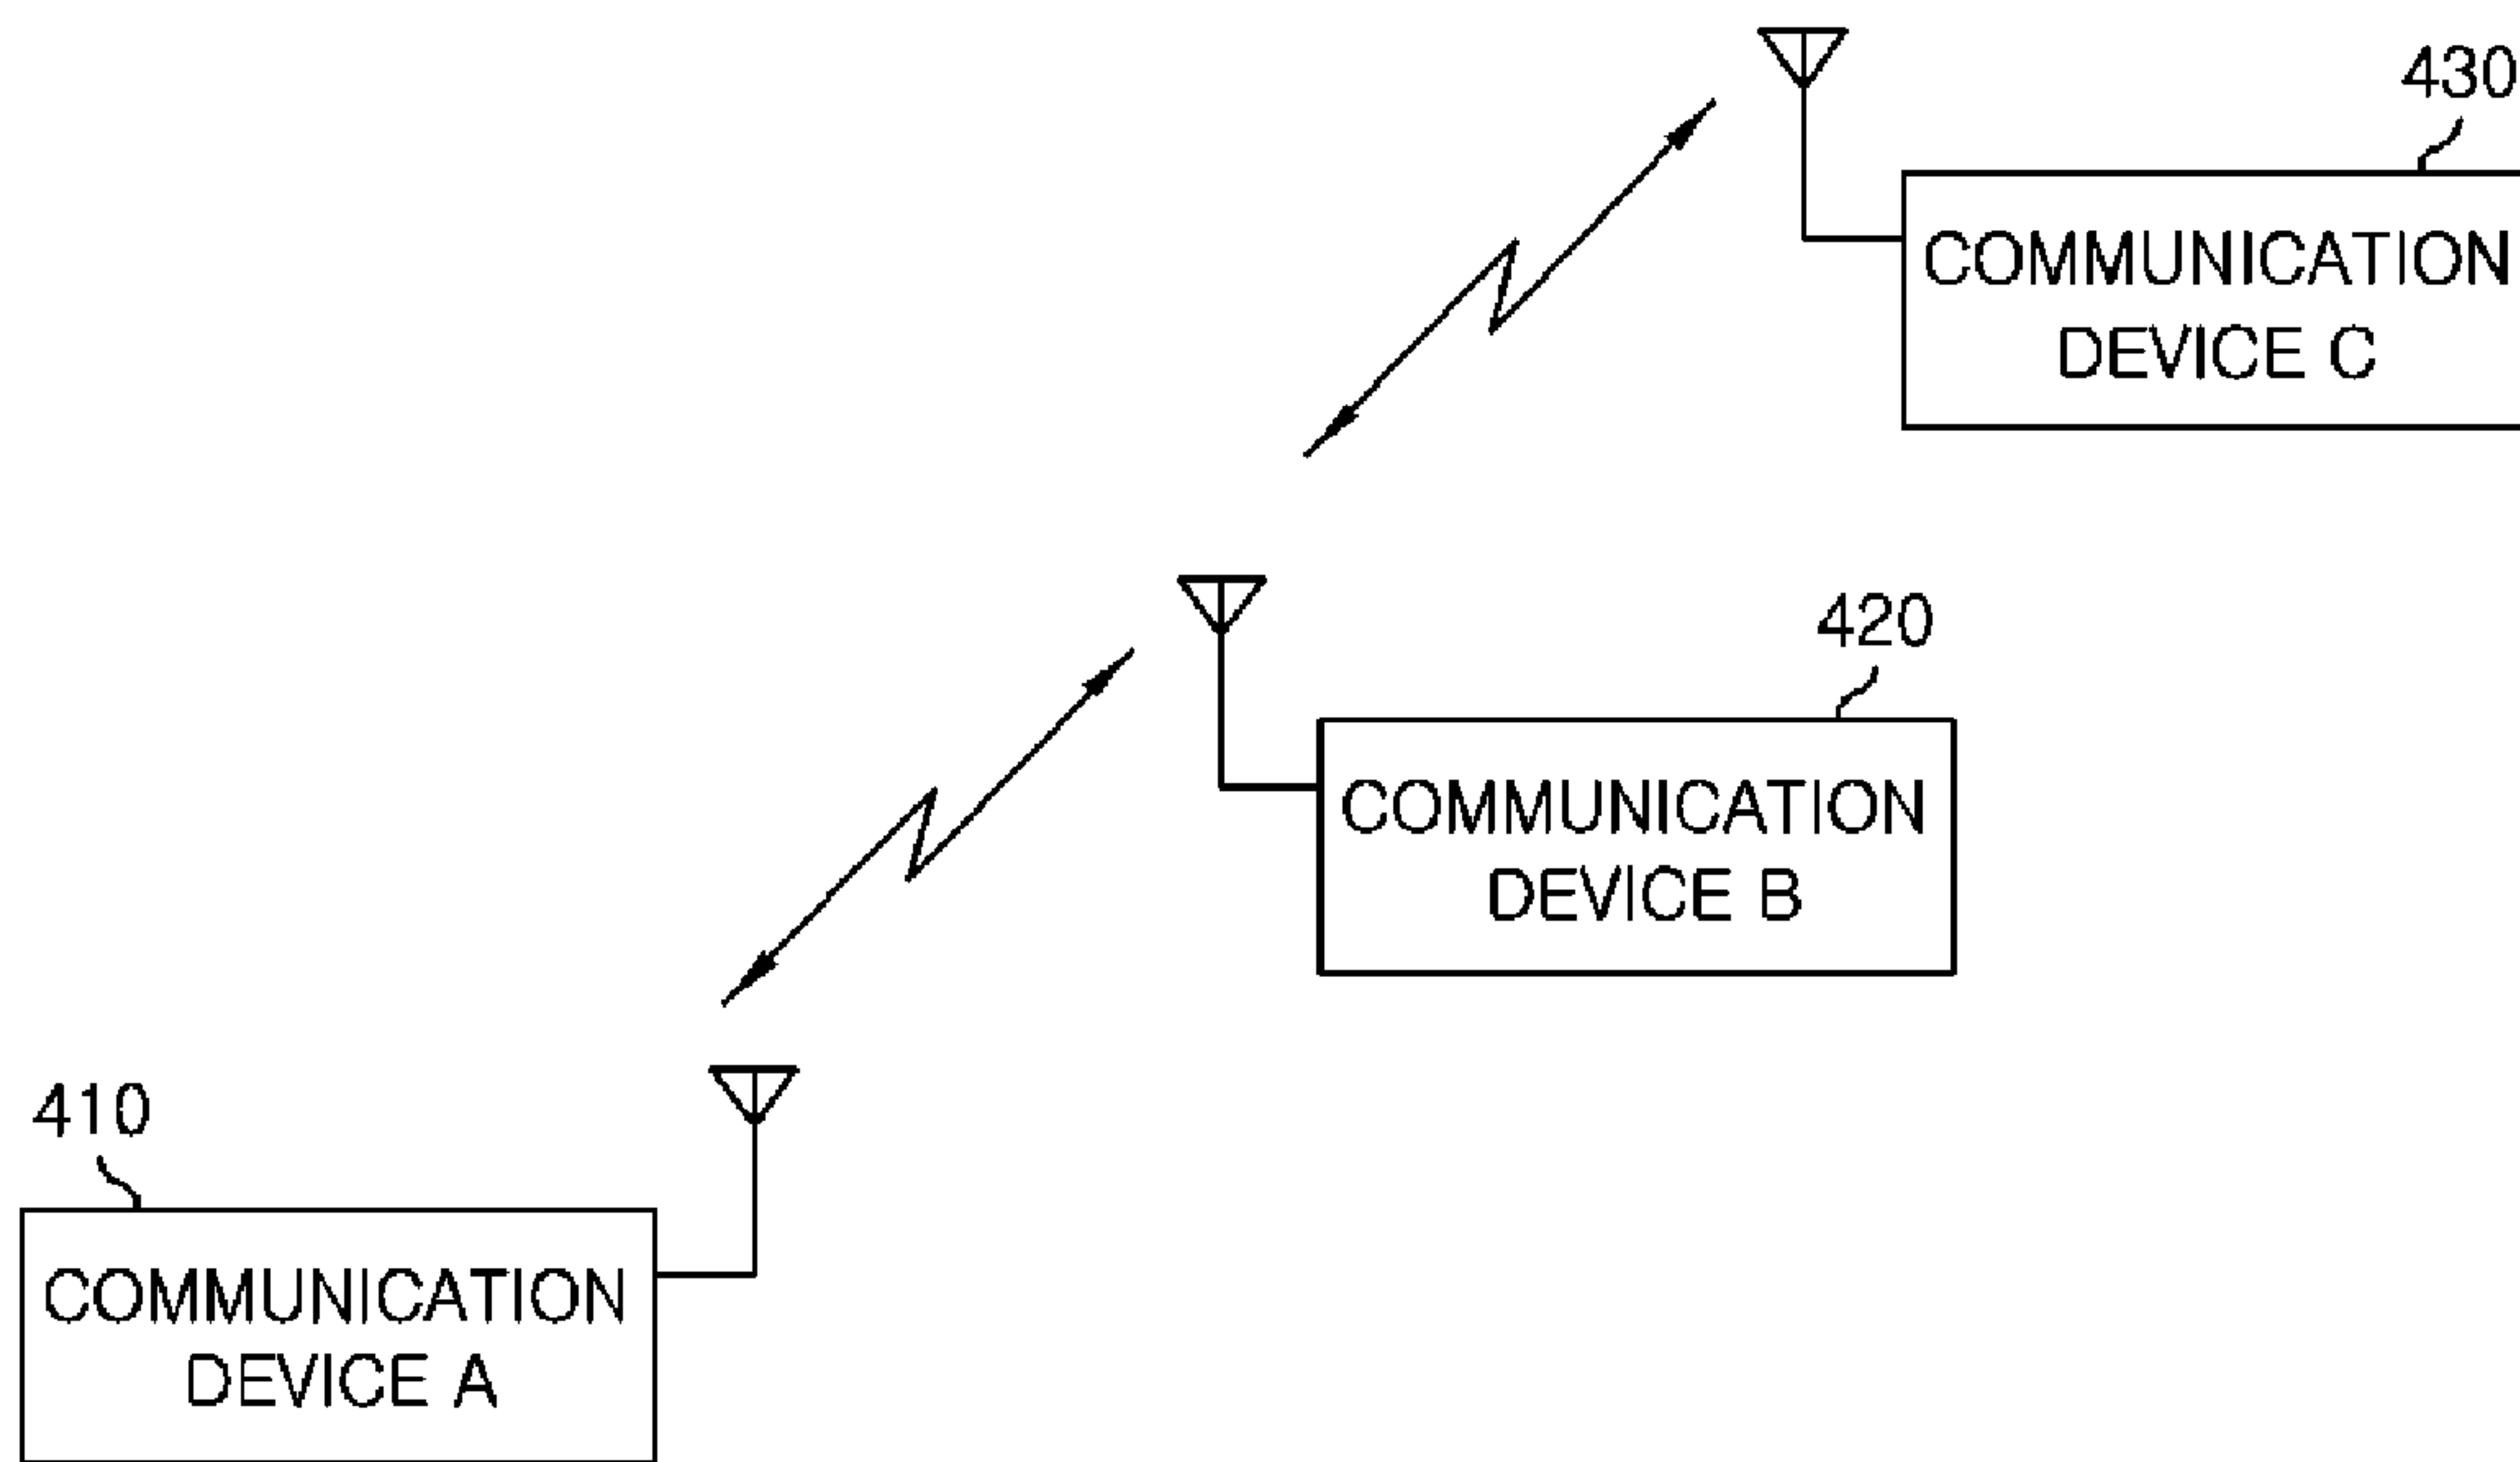 430
COMMUNICATION
DEVICE C
420
COMMUNICATION
DEVICE B
410
COMMUNICATION
DEVICE A